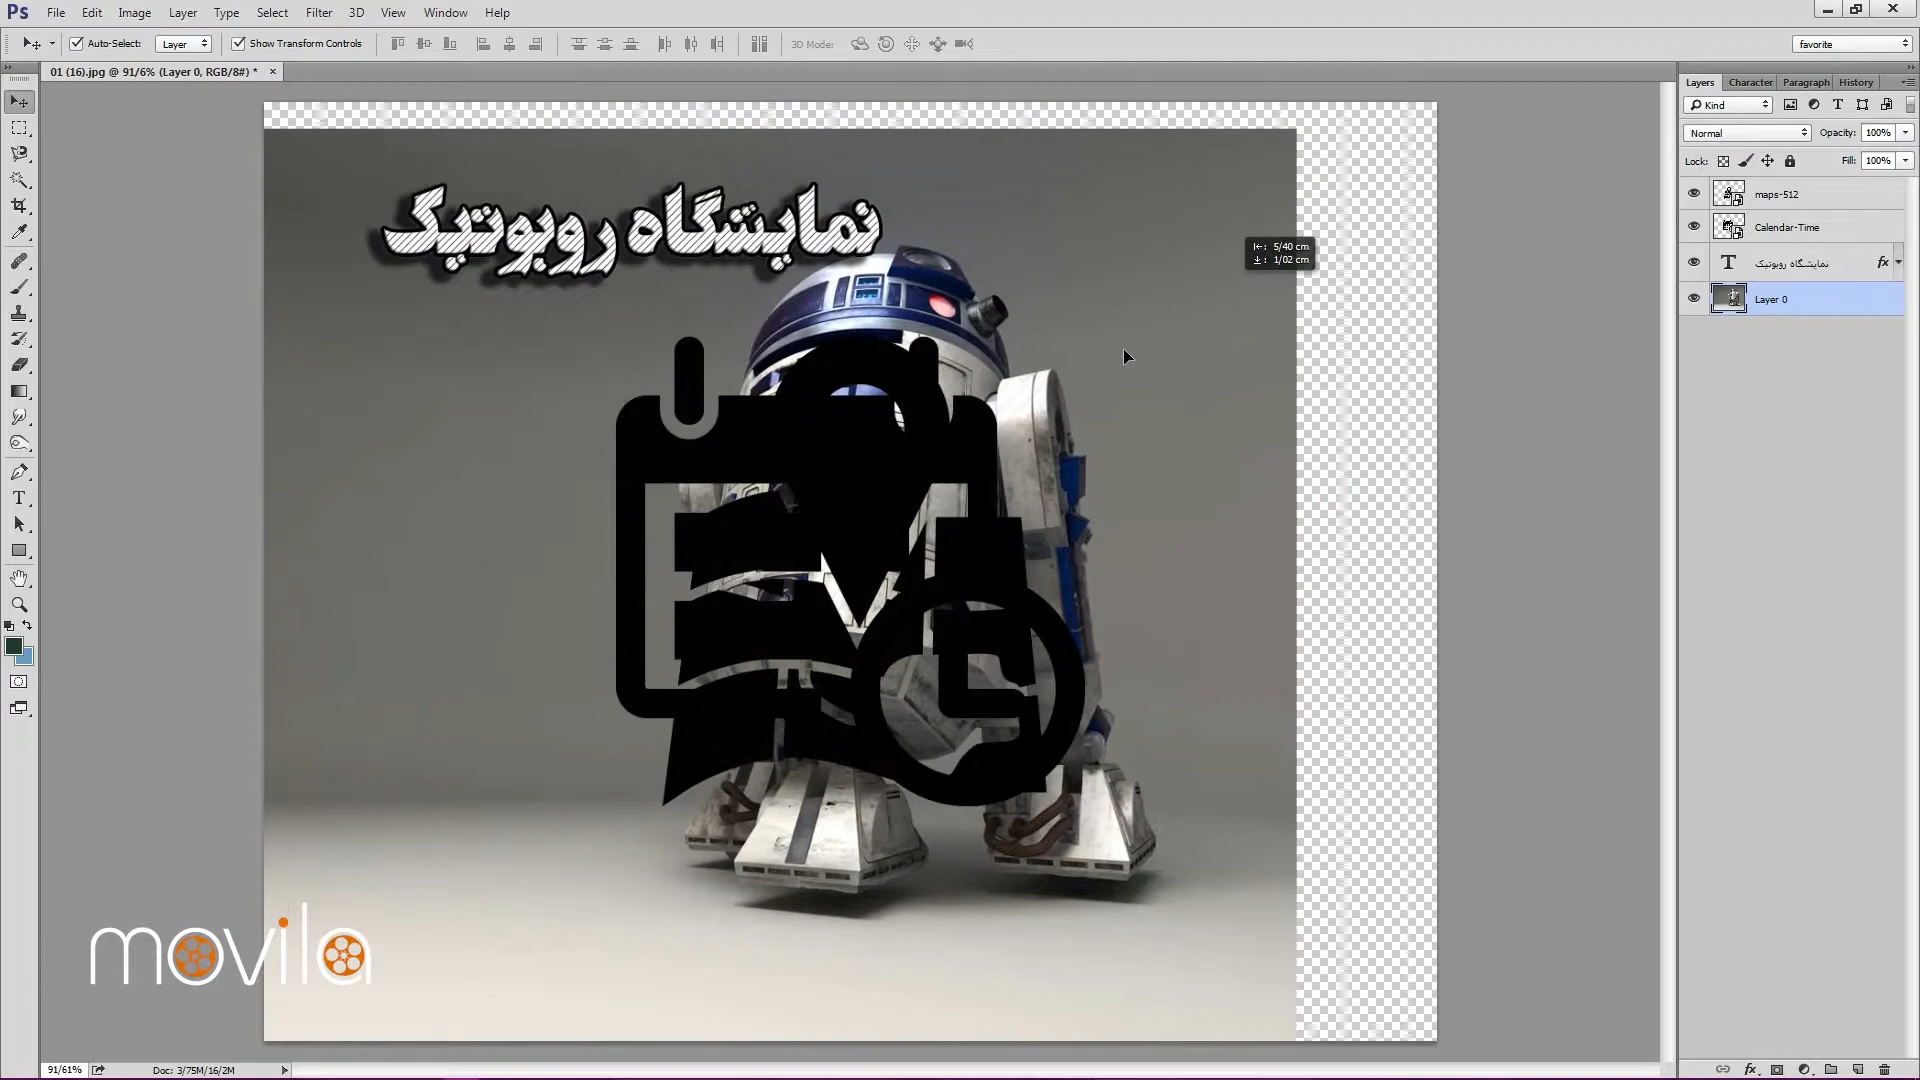 Ps File Edit Image Layer Type Select Filter 3D View Window Help
Auto-Select: Layer Show Transform Controls 3D Mode: favorite
01 (16).jpg @ 91/6% (Layer 0, RGB/8#) * ×
Layers Character Paragraph History
Kind
Normal Opacity: 100%
Lock: Fill: 100%
maps-512
Calendar-Time
T نمایشگاه روبوتیک fx
Layer 0
نمایشگاه روبوتیک
5/40 cm
1/02 cm
movila
91/61% Doc: 3/75M/16/2M
fx